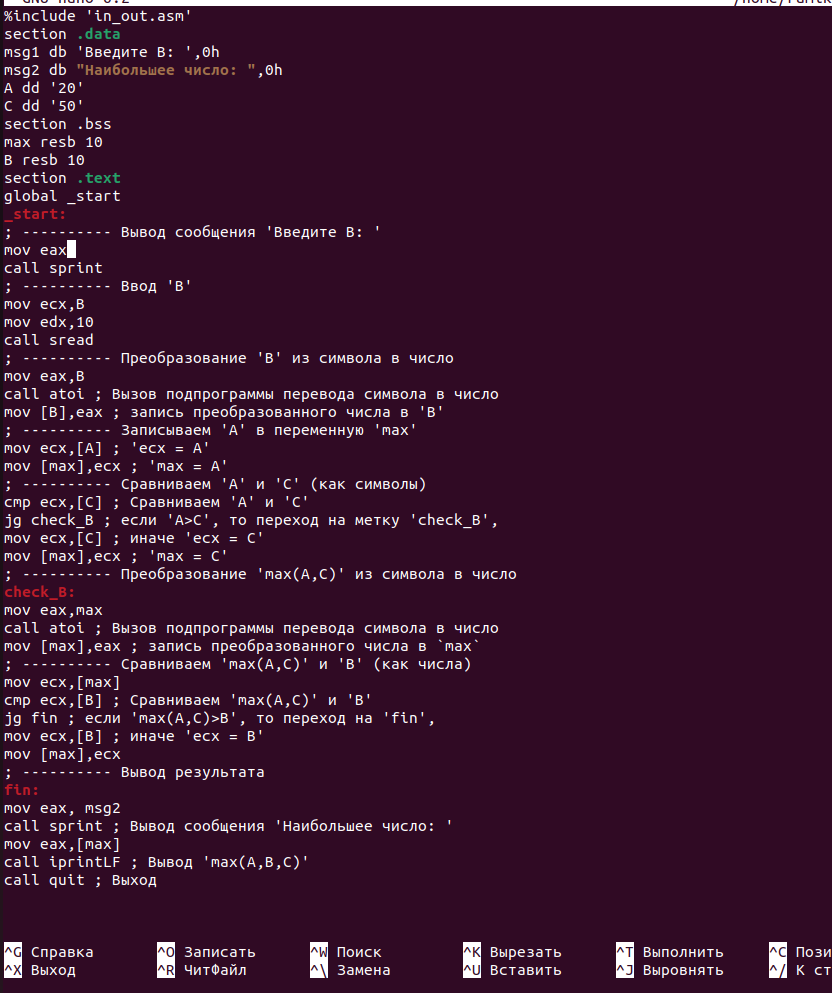 %include 'in_out.asm'
section .data
msg1 db 'Введите B: ',0h
msg2 db "Наибольшее число: ",0h
A dd '20'
C dd '50'
section .bss
max resb 10
B resb 10
section .text
global _start
_start:
; ---------- Вывод сообщения 'Введите B: '
mov eax
call sprint
; ---------- Ввод 'B'
mov ecx,B
mov edx,10
call sread
; ---------- Преобразование 'B' из символа в число
mov eax,B
call atoi ; Вызов подпрограммы перевода символа в число
mov [B],eax ; запись преобразованного числа в 'B'
; ---------- Записываем 'A' в переменную 'max'
mov ecx,[A] ; 'ecx = A'
mov [max],ecx ; 'max = A'
; ---------- Сравниваем 'A' и 'С' (как символы)
cmp ecx,[C] ; Сравниваем 'A' и 'С'
jg check_B ; если 'A>C', то переход на метку 'check_B',
mov ecx,[C] ; иначе 'ecx = C'
mov [max],ecx ; 'max = C'
; ---------- Преобразование 'max(A,C)' из символа в число
check_B:
mov eax,max
call atoi ; Вызов подпрограммы перевода символа в число
mov [max],eax ; запись преобразованного числа в `max`
; ---------- Сравниваем 'max(A,C)' и 'B' (как числа)
mov ecx,[max]
cmp ecx,[B] ; Сравниваем 'max(A,C)' и 'B'
jg fin ; если 'max(A,C)>B', то переход на 'fin',
mov ecx,[B] ; иначе 'ecx = B'
mov [max],ecx
; ---------- Вывод результата
fin:
mov eax, msg2
call sprint ; Вывод сообщения 'Наибольшее число: '
mov eax,[max]
call iprintLF ; Вывод 'max(A,B,C)'
call quit ; Выход
^G Справка ^O Записать ^W Поиск ^K Вырезать ^T Выполнить ^C Пози
^X Выход ^R ЧитФайл ^\ Замена ^U Вставить ^J Выровнять ^/ К ст